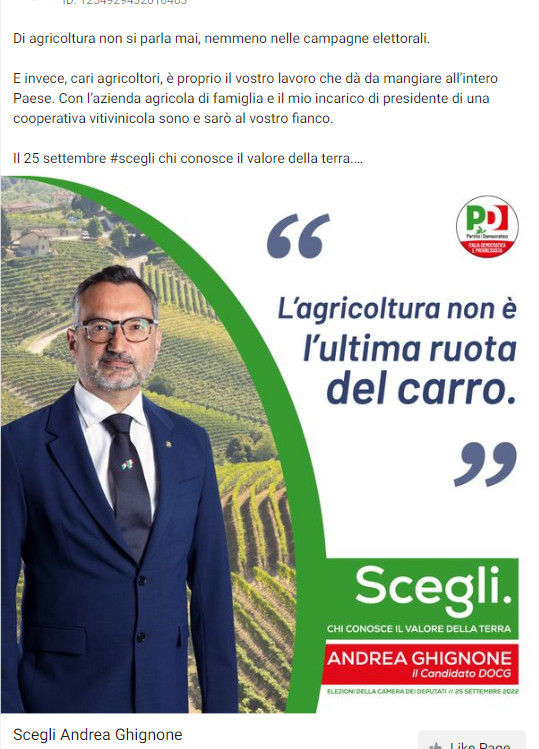 ID: 1254929432010403
Di agricoltura non si parla mai, nemmeno nelle campagne elettorali.
E invece, cari agricoltori, è proprio il vostro lavoro che dà da mangiare all'intero
Paese. Con l'azienda agricola di famiglia e il mio incarico di presidente di una
cooperativa vitivinicola sono e sarò al vostro fianco.
Il 25 settembre #scegli chi conosce il valore della terra....
PD
Partito Democratico
ITALIA DEMOCRATICA
E PROGRESSISTA
“
L'agricoltura non è
l'ultima ruota
del carro.
”
Scegli.
CHI CONOSCE IL VALORE DELLA TERRA
ANDREA GHIGNONE
il Candidato DOCG
ELEZIONI DELLA CAMERA DEI DEPUTATI // 25 SETTEMBRE 2022
Scegli Andrea Ghignone
Like Page